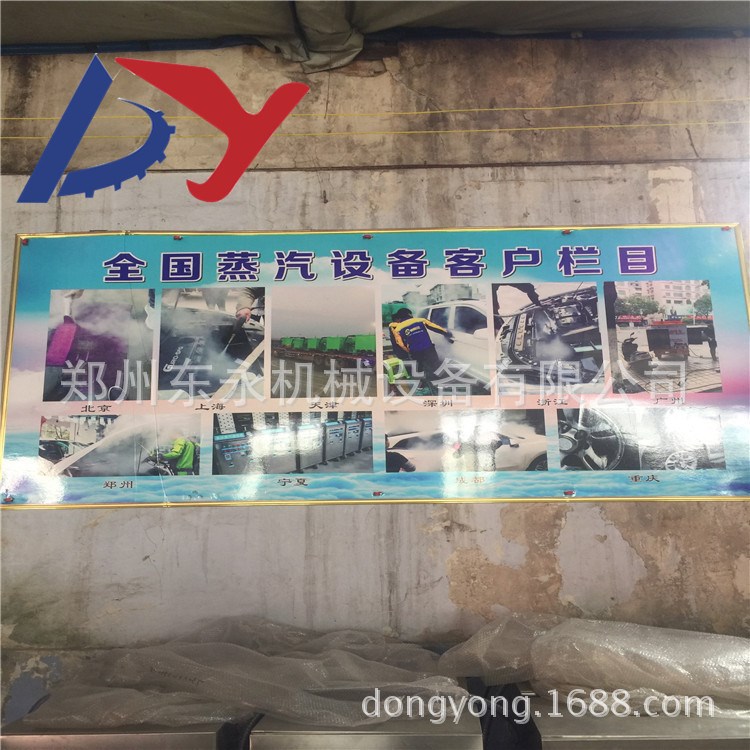 DY
全国蒸汽设备客户栏目
郑州东永机械设备有限公司
北京 上海 天津 深圳 浙江 广州
郑州 宁夏 成都 重庆
dongyong.1688.com